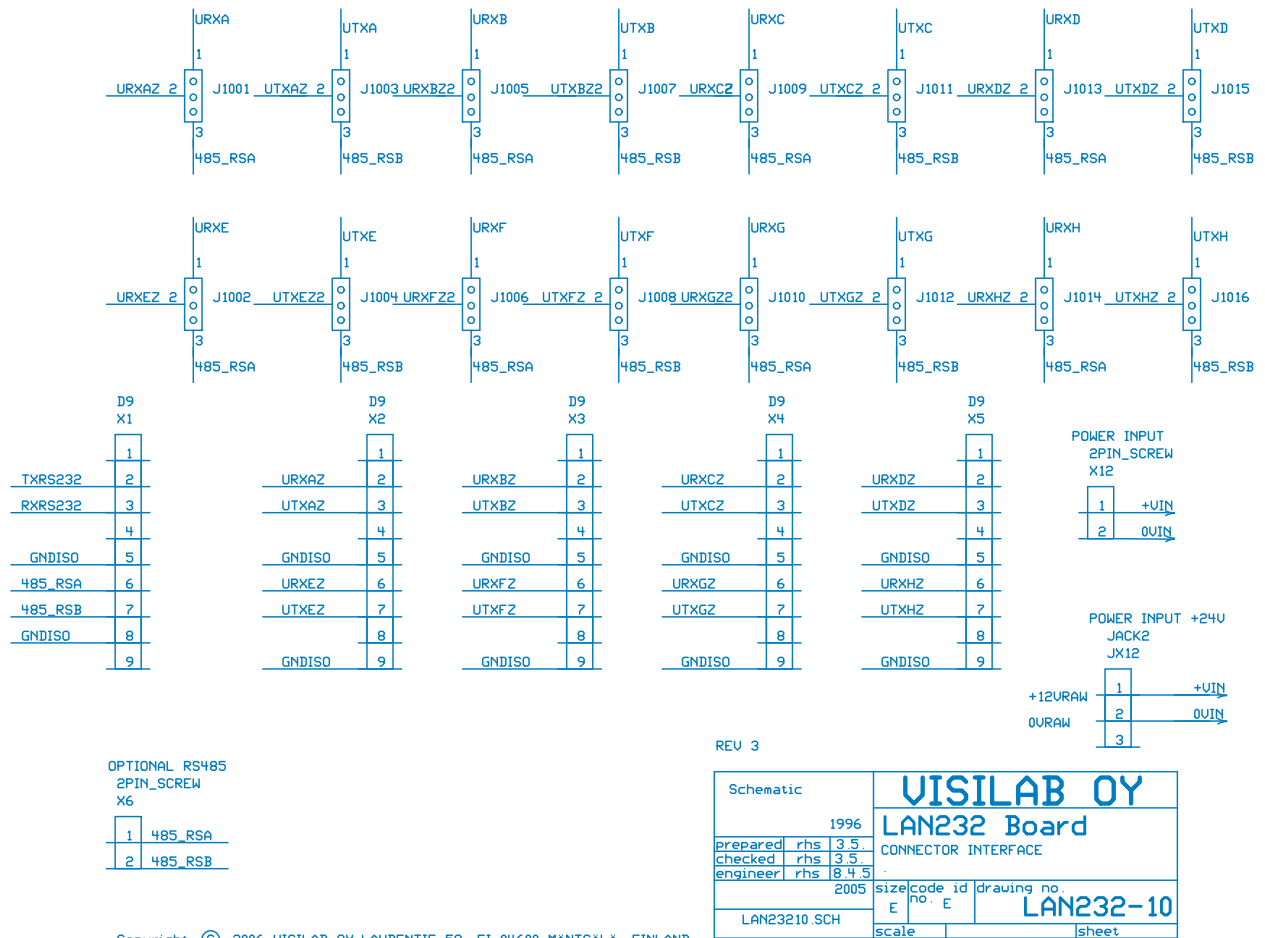 URXA UTXA URXB UTXB URXC UTXC URXD UTXD
1 1 1 1 1 1 1 1
URXAZ 2 J1001 UTXAZ 2 J1003 URXBZ2 J1005 UTXBZ2 J1007 URXCZ J1009 UTXCZ 2 J1011 URXDZ 2 J1013 UTXDZ 2 J1015
3 3 3 3 3 3 3 3
485_RSA 485_RSB 485_RSA 485_RSB 485_RSA 485_RSB 485_RSA 485_RSB
URXE UTXE URXF UTXF URXG UTXG URXH UTXH
1 1 1 1 1 1 1 1
URXEZ 2 J1002 UTXEZ2 J1004 URXFZ2 J1006 UTXFZ 2 J1008 URXGZ2 J1010 UTXGZ 2 J1012 URXHZ 2 J1014 UTXHZ 2 J1016
3 3 3 3 3 3 3 3
485_RSA 485_RSB 485_RSA 485_RSB 485_RSA 485_RSB 485_RSA 485_RSB
D9
X1
1
TXRS232 2
RXRS232 3
4
GNDISO 5
485_RSA 6
485_RSB 7
GNDISO 8
9
D9
X2
1
URXAZ 2
UTXAZ 3
4
GNDISO 5
URXEZ 6
UTXEZ 7
8
GNDISO 9
D9
X3
1
URXBZ 2
UTXBZ 3
4
GNDISO 5
URXFZ 6
UTXFZ 7
8
GNDISO 9
D9
X4
1
URXCZ 2
UTXCZ 3
4
GNDISO 5
URXGZ 6
UTXGZ 7
8
GNDISO 9
D9
X5
1
URXDZ 2
UTXDZ 3
4
GNDISO 5
URXHZ 6
UTXHZ 7
8
GNDISO 9
POWER INPUT
2PIN_SCREW
X12
1 +VIN
2 0VIN
POWER INPUT +24V
JACK2
JX12
+12VRAW 1 +VIN
0VRAW 2 0VIN
3
OPTIONAL RS485
2PIN_SCREW
X6
1 485_RSA
2 485_RSB
REV 3
Schematic
1996
prepared rhs 3.5.
checked rhs 3.5.
engineer rhs 8.4.5
2005
LAN23210.SCH
VISILAB OY
LAN232 Board
CONNECTOR INTERFACE
size code id drawing no.
E no. E LAN232-10
scale sheet
Copyright © 2006 VISILAB OY LAURENTIE 59, FI-04600 MÄNTSÄLÄ, FINLAND